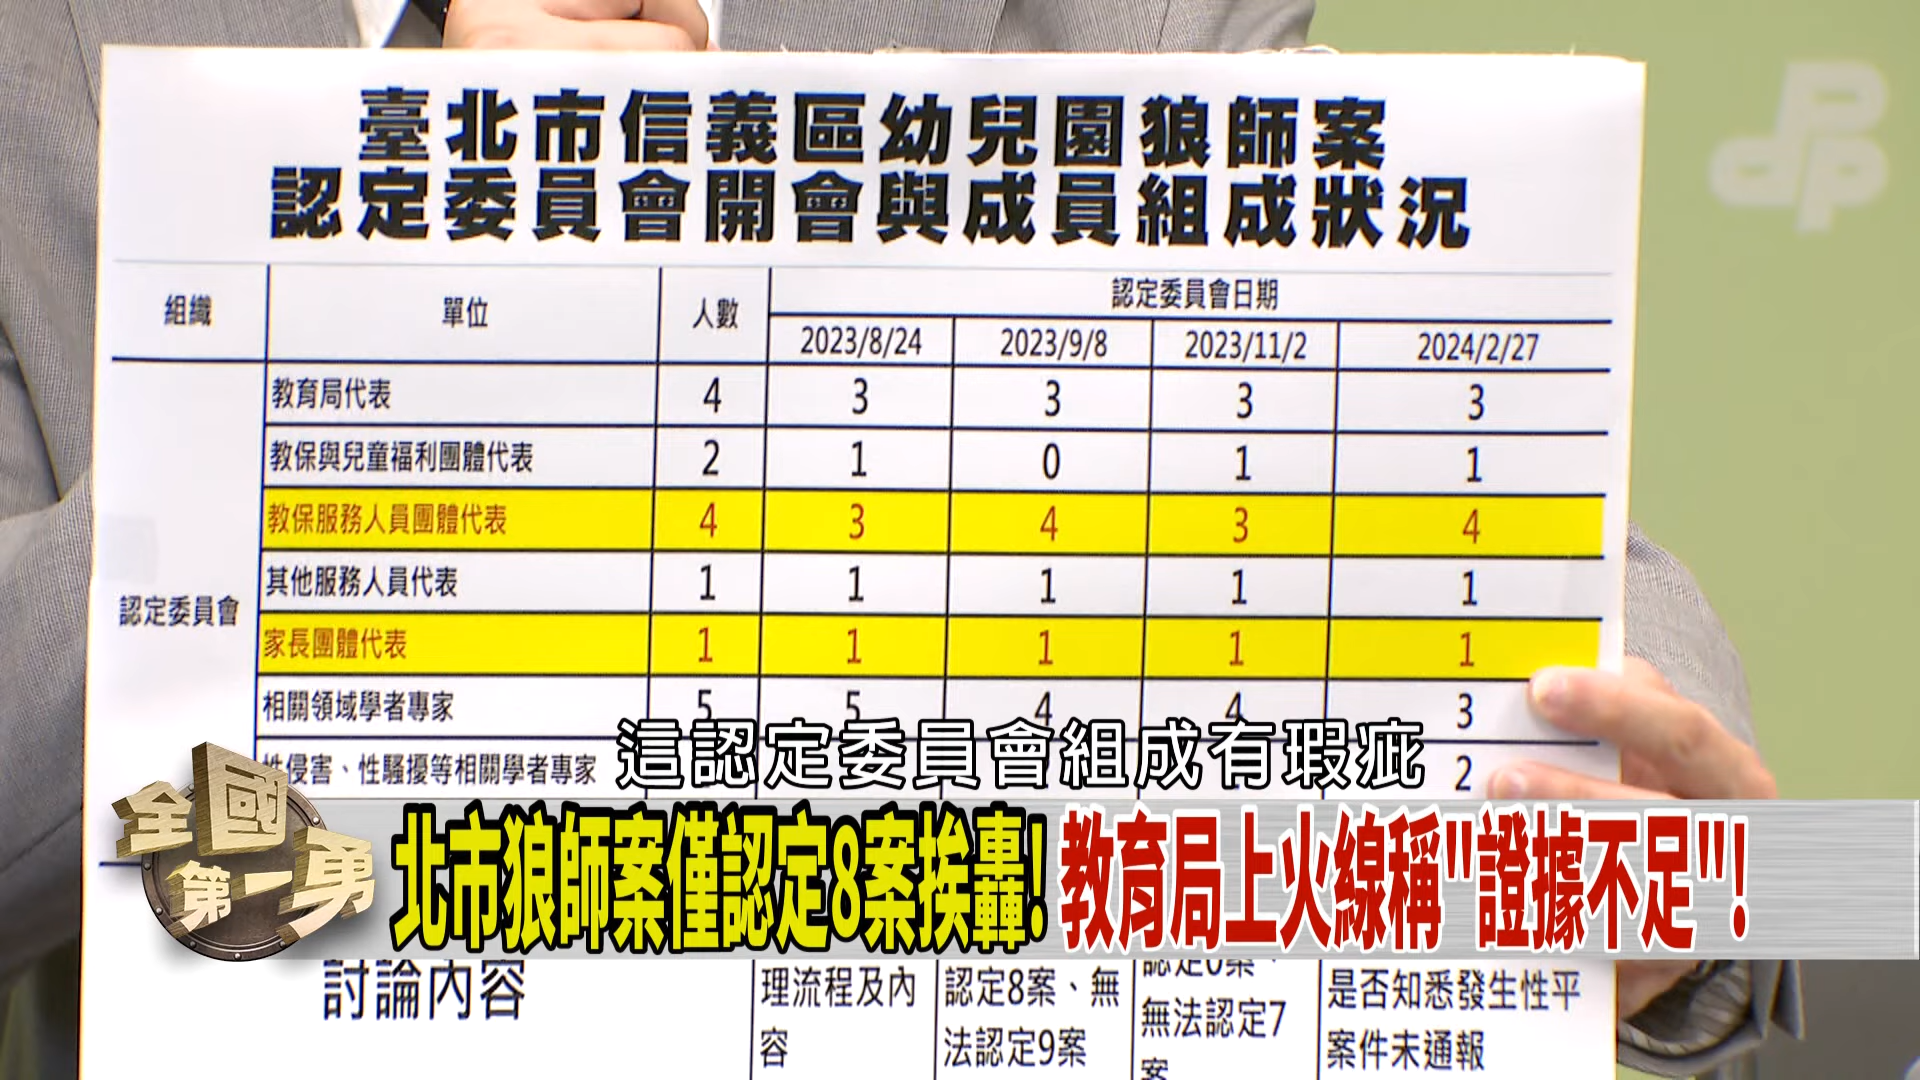 臺北市信義區幼兒園狼師案
認定委員會開會與成員組成狀況
組織 單位 人數 認定委員會日期
2023/8/24 2023/9/8 2023/11/2 2024/2/27
認定委員會
教育局代表 4 3 3 3 3
教保與兒童福利團體代表 2 1 0 1 1
教保服務人員團體代表 4 3 4 3 4
其他服務人員代表 1 1 1 1 1
家長團體代表 1 1 1 1 1
相關領域學者專家 5 5 4 4 3
性侵害、性騷擾等相關學者專家 2
這認定委員會組成有瑕疵
全國第一勇
北市狼師案僅認定8案挨轟! 教育局上火線稱"證據不足"!
討論內容
理流程及內容
認定8案、無法認定9案
認定0案、無法認定7案
是否知悉發生性平案件未通報
dpp